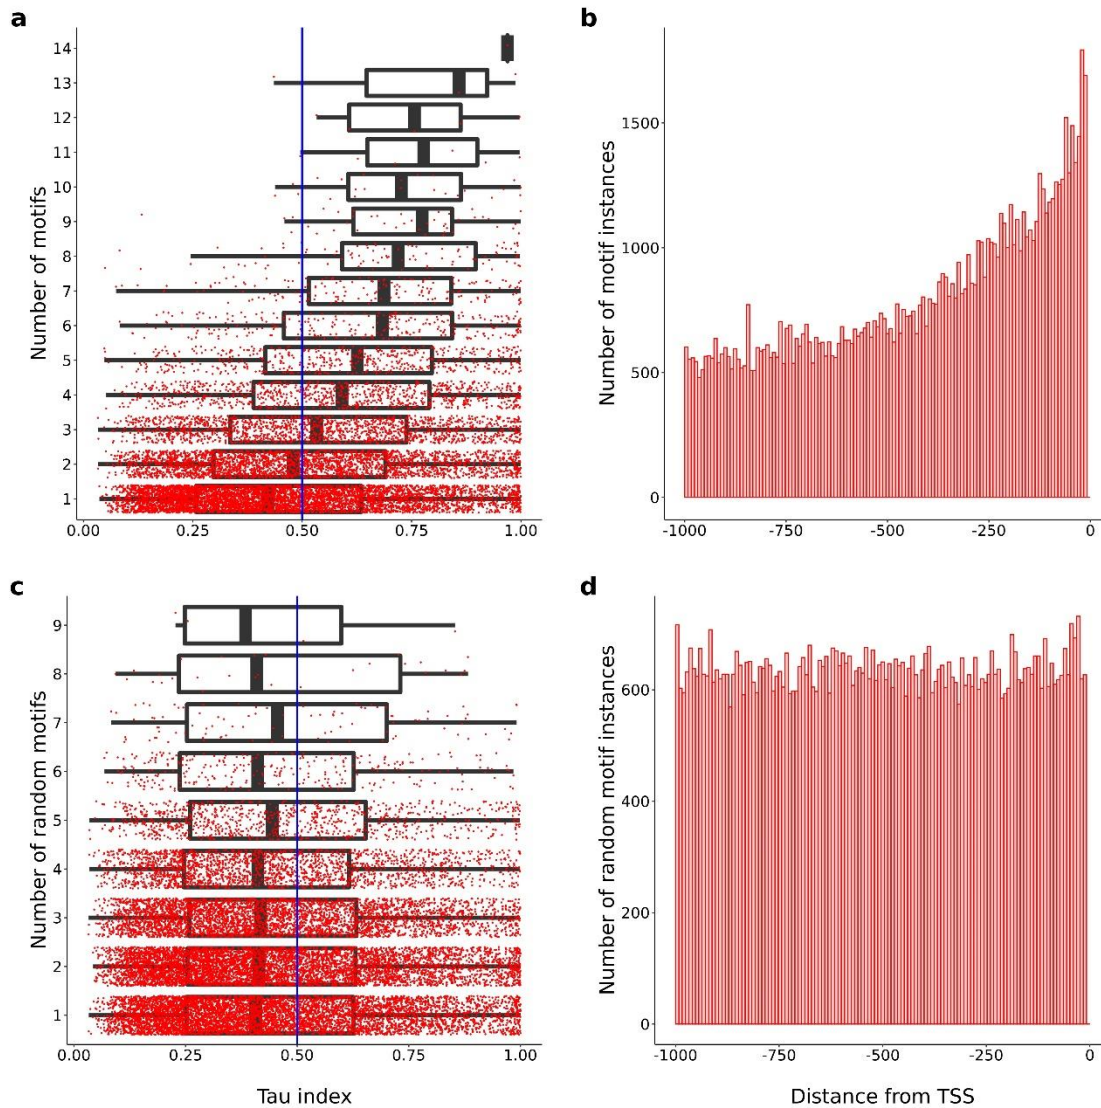 a
Number of motifs
14
13
12
11
10
9
8
7
6
5
4
3
2
1
0.00 0.25 0.50 0.75 1.00
b
Number of motif instances
1500
1000
500
0
-1000 -750 -500 -250 0
c
Number of random motifs
9
8
7
6
5
4
3
2
1
0.00 0.25 0.50 0.75 1.00
Tau index
d
Number of random motif instances
600
400
200
0
-1000 -750 -500 -250 0
Distance from TSS